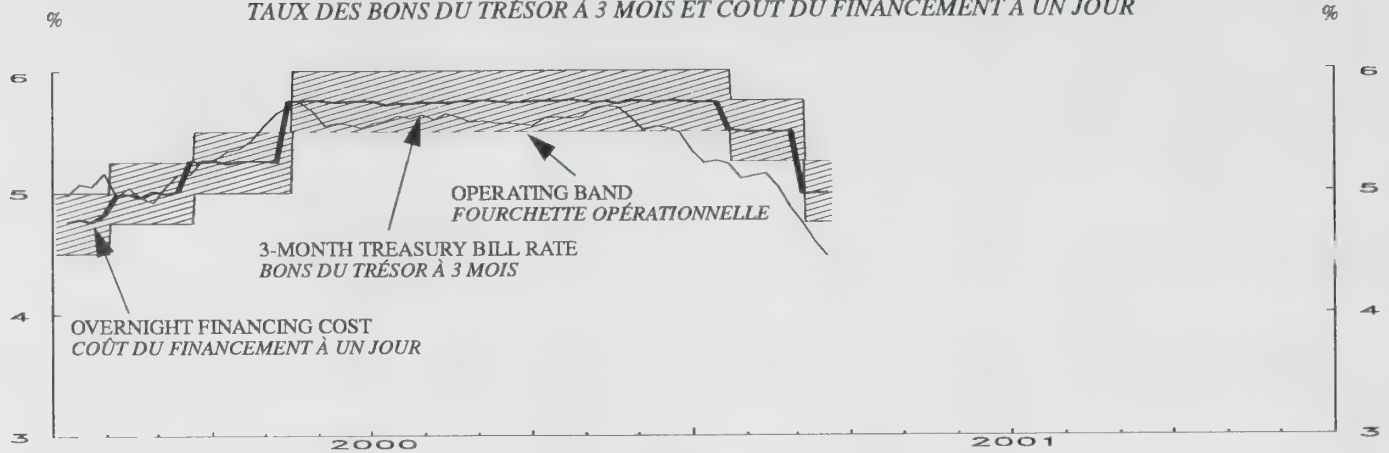 TAUX DES BONS DU TRÉSOR À 3 MOIS ET COÛT DU FINANCEMENT À UN JOUR
% %
6 6
5 5
OPERATING BAND
FOURCHETTE OPÉRATIONNELLE
3-MONTH TREASURY BILL RATE
BONS DU TRÉSOR À 3 MOIS
4 4
OVERNIGHT FINANCING COST
COÛT DU FINANCEMENT À UN JOUR
3 3
2000 2001